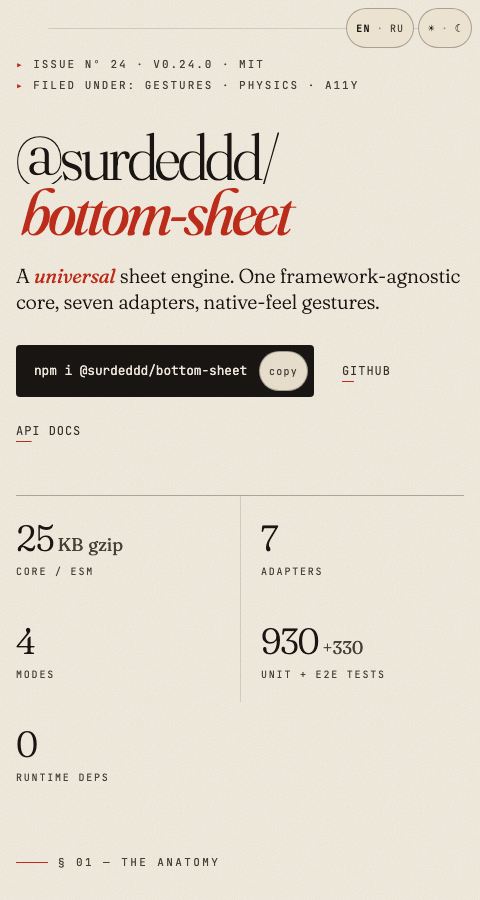 EN · RU
☀ · ☾
▸ ISSUE N° 24 · V0.24.0 · MIT
▸ FILED UNDER: GESTURES · PHYSICS · A11Y
@surdeddd/
bottom-sheet
A universal sheet engine. One framework-agnostic
core, seven adapters, native-feel gestures.
npm i @surdeddd/bottom-sheet copy
GITHUB
API DOCS
25 KB gzip
CORE / ESM
7
ADAPTERS
4
MODES
930 +330
UNIT + E2E TESTS
0
RUNTIME DEPS
§ 01 — THE ANATOMY